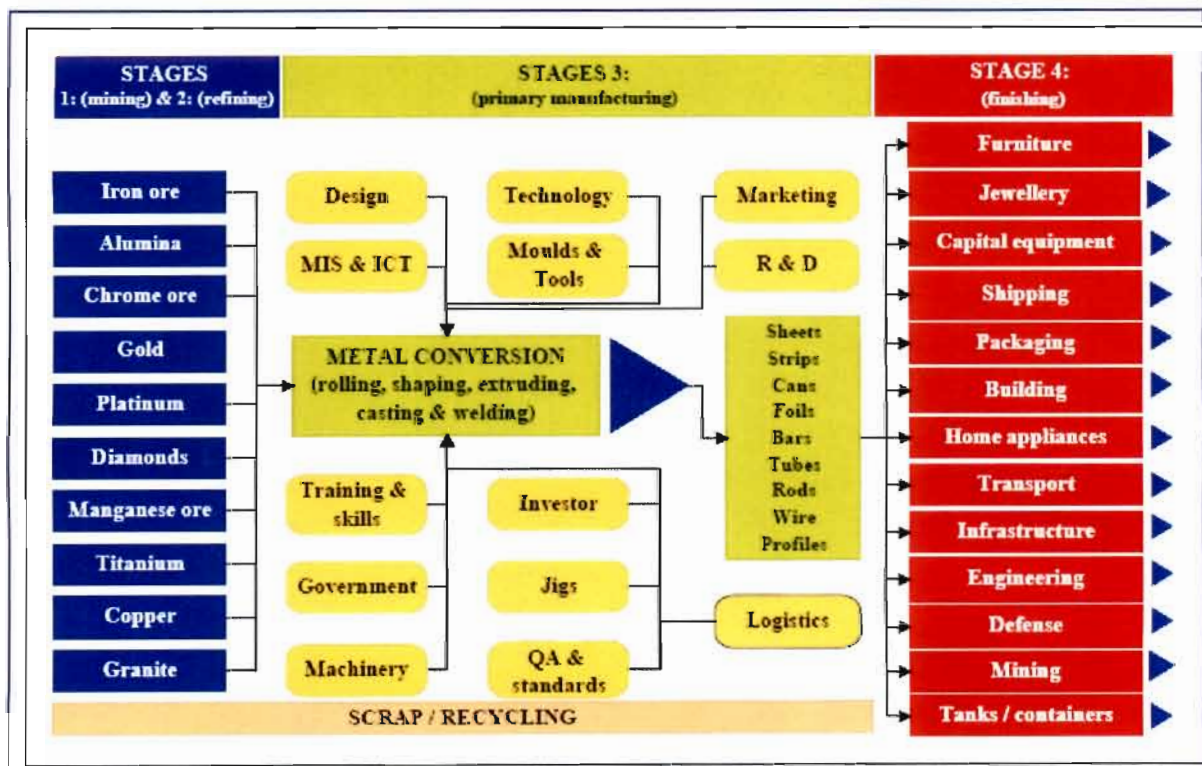 STAGES
1: (mining) & 2: (refining)
STAGES 3:
(primary manufacturing)
STAGE 4:
(finishing)
Iron ore
Alumina
Chrome ore
Gold
Platinum
Diamonds
Manganese ore
Titanium
Copper
Granite
Design
MIS & ICT
Technology
Moulds &
Tools
Marketing
R & D
METAL CONVERSION
(rolling, shaping, extruding,
casting & welding)
Sheets
Strips
Cans
Foils
Bars
Tubes
Rods
Wire
Profiles
Training &
skills
Government
Machinery
Investor
Jigs
QA &
standards
Logistics
SCRAP / RECYCLING
Furniture
Jewellery
Capital equipment
Shipping
Packaging
Building
Home appliances
Transport
Infrastructure
Engineering
Defense
Mining
Tanks / containers